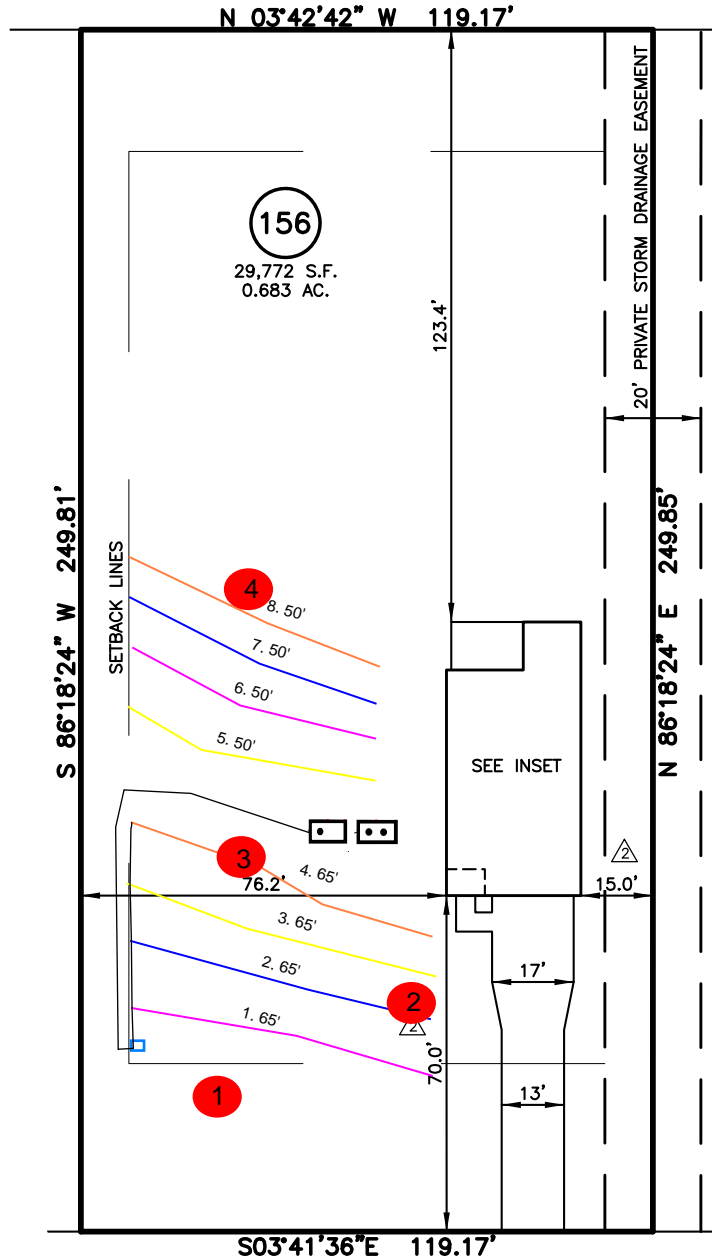 N 03°42'42" W 119.17'
20' PRIVATE STORM DRAINAGE EASEMENT
156
29,772 S.F.
0.683 AC.
123.4'
S 86°18'24" W 249.81'
N 86°18'24" E 249.85'
SETBACK LINES
4
8. 50'
7. 50'
6. 50'
5. 50'
SEE INSET
2
3
4. 65'
76.2'
15.0'
3. 65'
2. 65'
17'
2
2
1. 65'
70.0'
1
13'
S03°41'36"E 119.17'